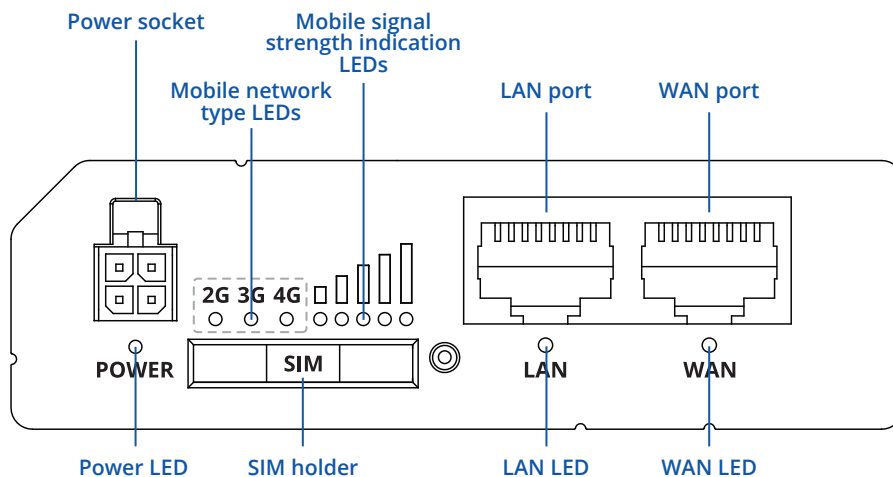 Power socket
Mobile signal
strength indication
LEDs
Mobile network
type LEDs
LAN port
WAN port
2G 3G 4G
POWER
SIM
LAN
WAN
Power LED
SIM holder
LAN LED
WAN LED